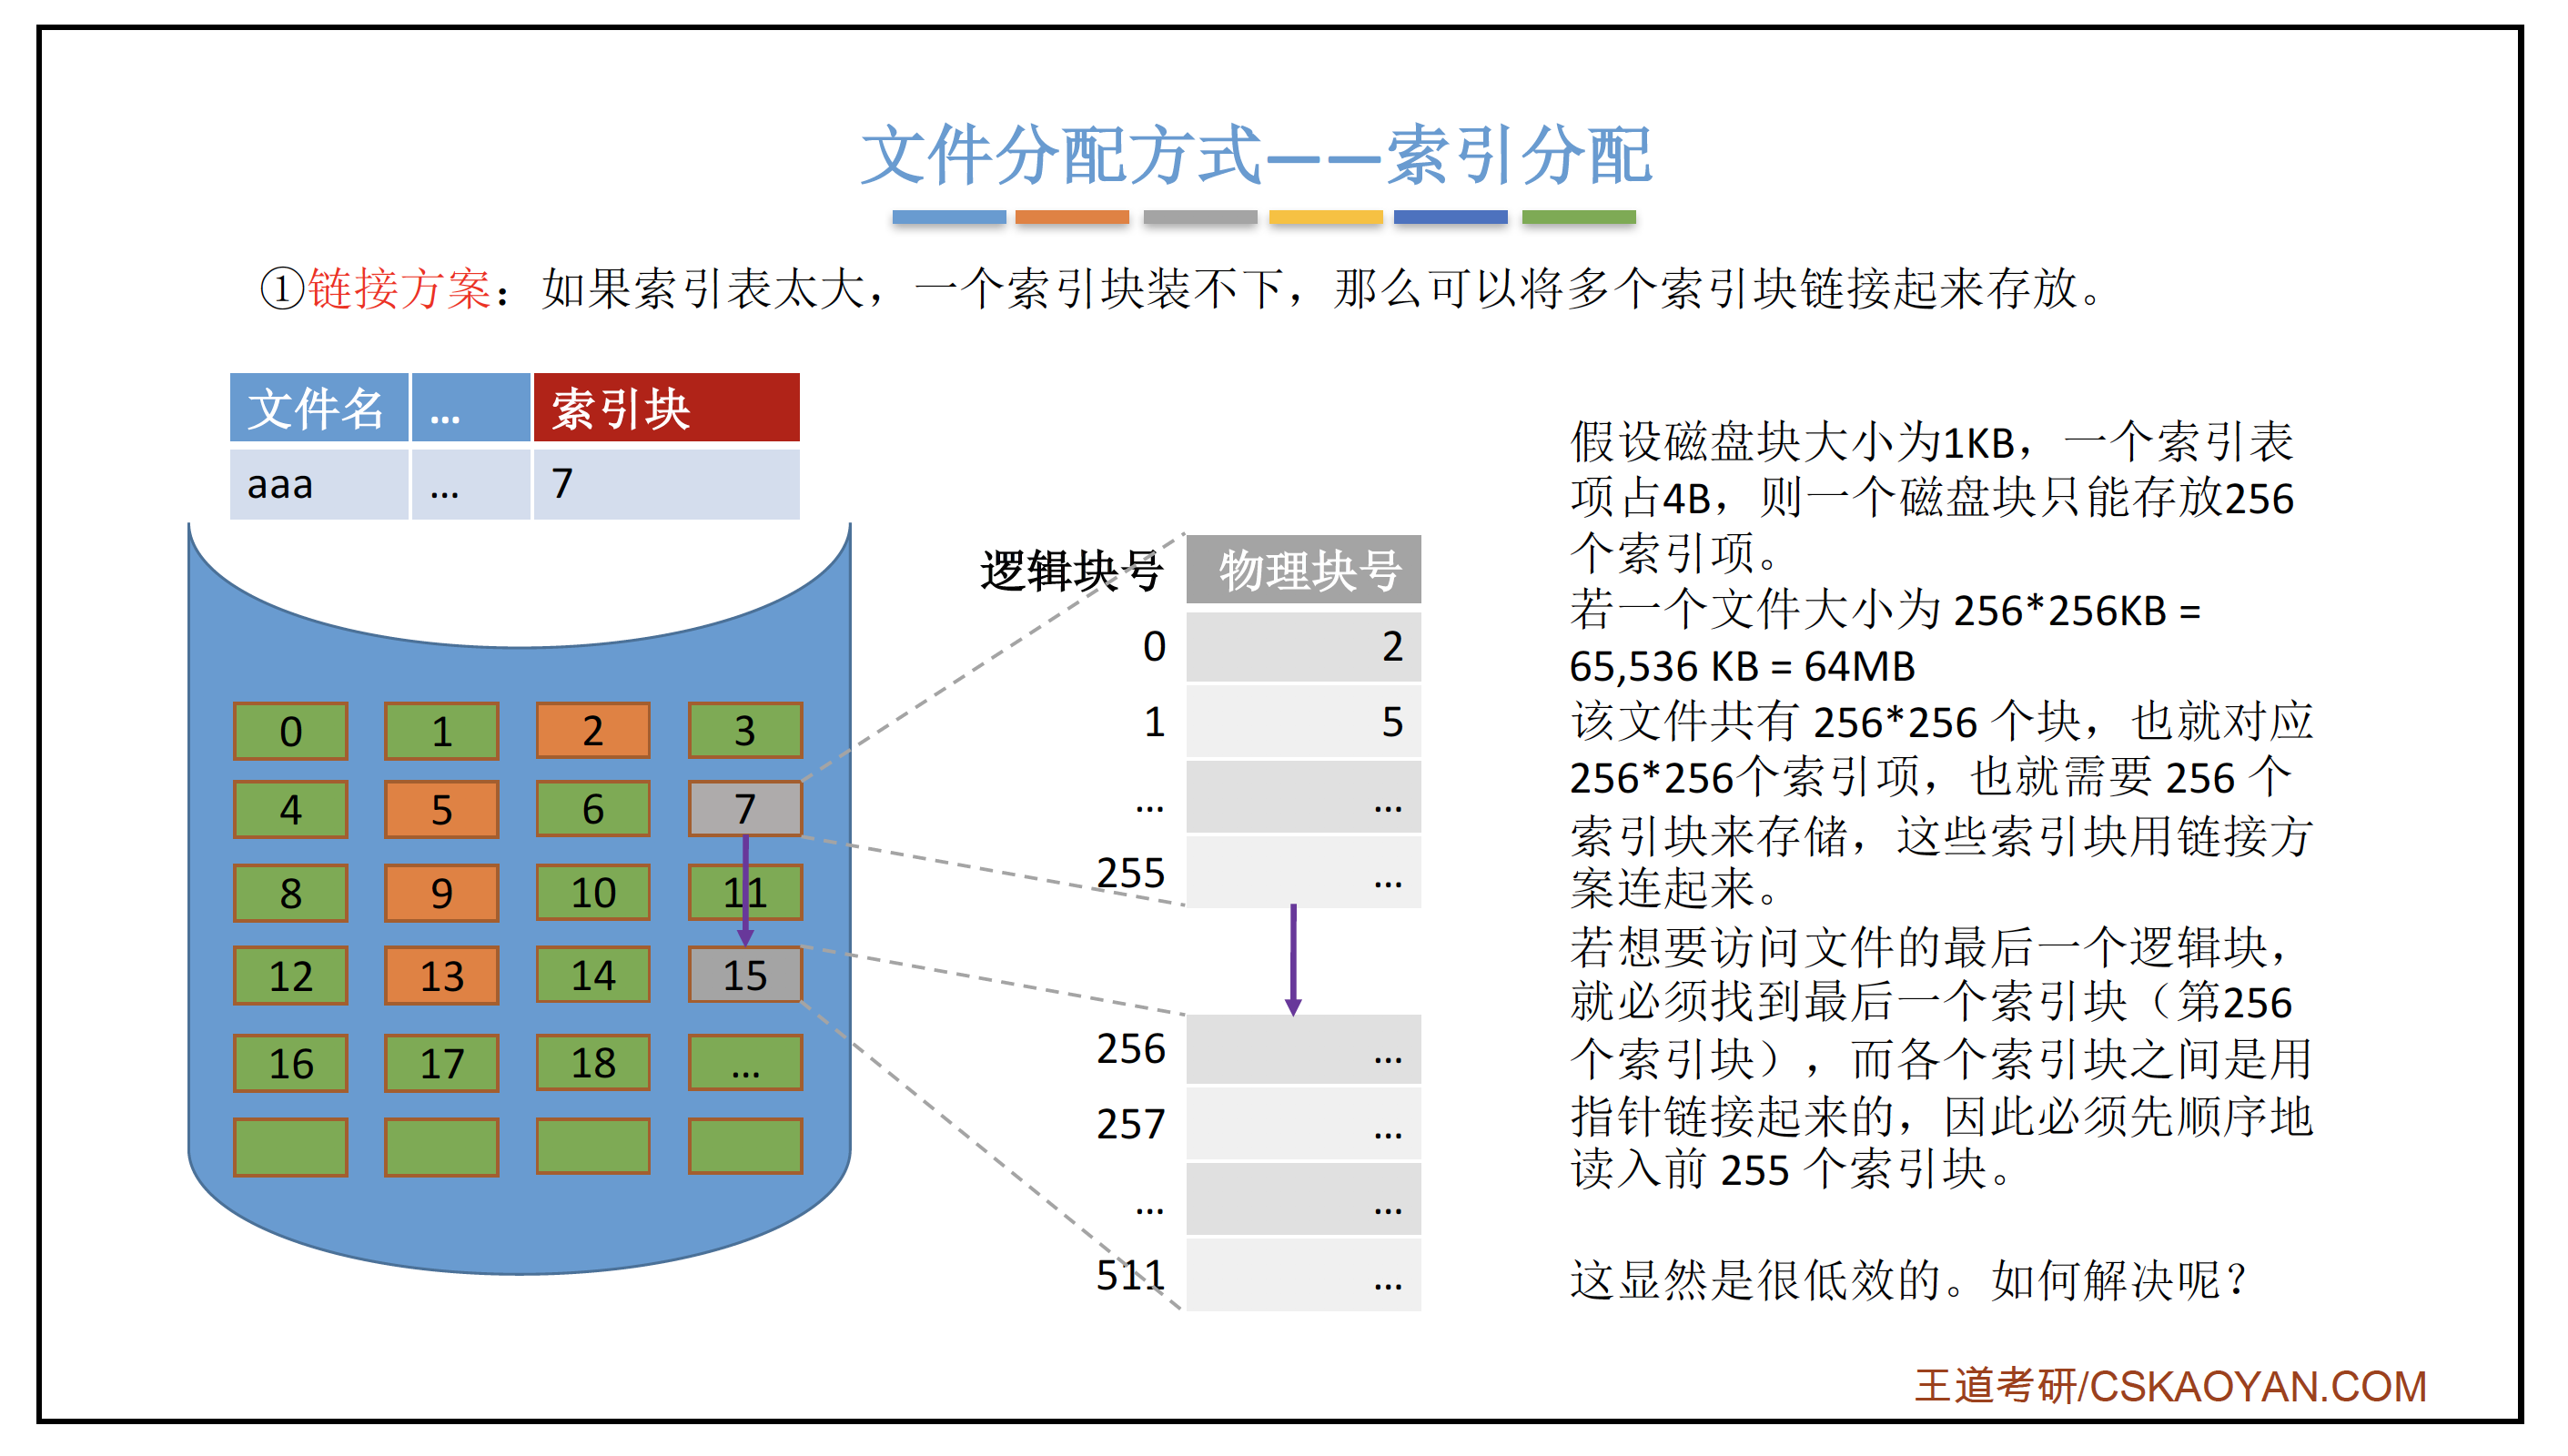 文件分配方式——索引分配
①链接方案：如果索引表太大，一个索引块装不下，那么可以将多个索引块链接起来存放。
文件名 … 索引块
aaa … 7
0 1 2 3
4 5 6 7
8 9 10 11
12 13 14 15
16 17 18 …
逻辑块号 物理块号
0 2
1 5
… …
255 …
256 …
257 …
… …
511 …
假设磁盘块大小为1KB，一个索引表
项占4B，则一个磁盘块只能存放256
个索引项。
若一个文件大小为 256*256KB =
65,536 KB = 64MB
该文件共有 256*256 个块，也就对应
256*256个索引项，也就需要 256 个
索引块来存储，这些索引块用链接方
案连起来。
若想要访问文件的最后一个逻辑块，
就必须找到最后一个索引块（第256
个索引块），而各个索引块之间是用
指针链接起来的，因此必须先顺序地
读入前 255 个索引块。
这显然是很低效的。如何解决呢？
王道考研/CSKAOYAN.COM